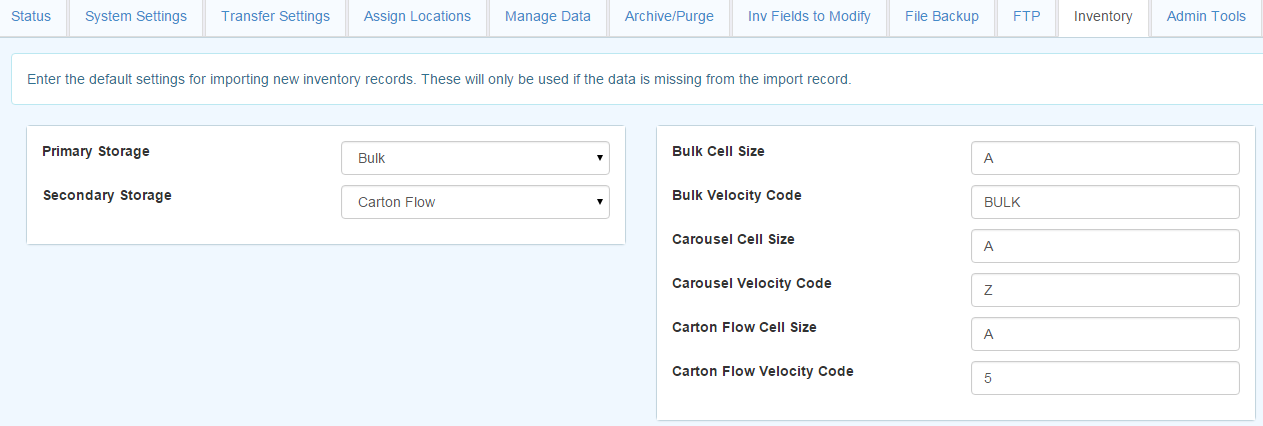 Status System Settings Transfer Settings Assign Locations Manage Data Archive/Purge Inv Fields to Modify File Backup FTP Inventory Admin Tools
Enter the default settings for importing new inventory records. These will only be used if the data is missing from the import record.
Primary Storage Bulk
Secondary Storage Carton Flow
Bulk Cell Size A
Bulk Velocity Code BULK
Carousel Cell Size A
Carousel Velocity Code Z
Carton Flow Cell Size A
Carton Flow Velocity Code 5